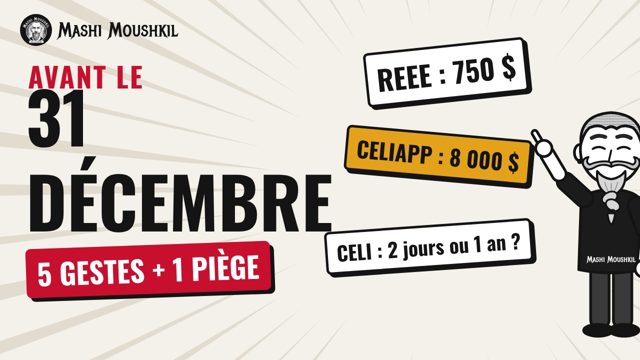 MASHI MOUSHKIL
AVANT LE
31
DÉCEMBRE
5 GESTES + 1 PIÈGE
REEE : 750 $
CELIAPP : 8 000 $
CELI : 2 jours ou 1 an ?
MASHI MOUSHKIL